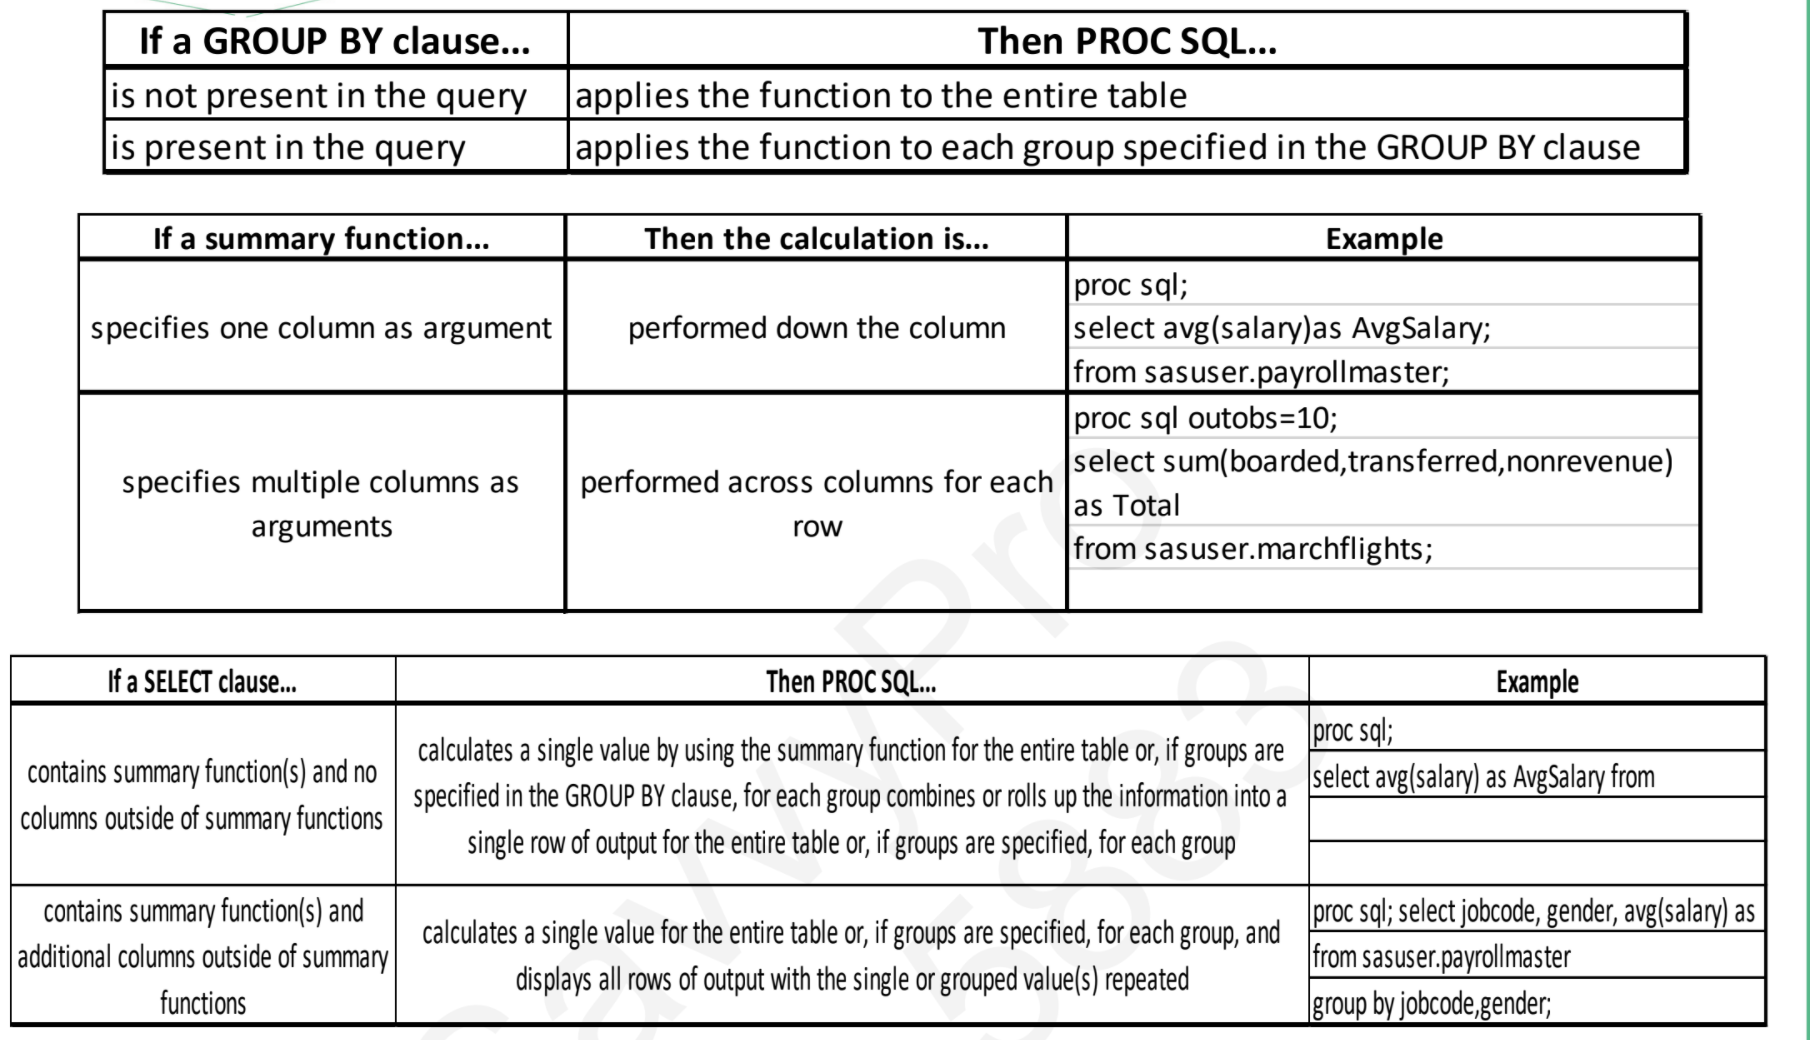 If a GROUP BY clause... Then PROC SQL...
is not present in the query applies the function to the entire table
is present in the query applies the function to each group specified in the GROUP BY clause
If a summary function... Then the calculation is... Example
specifies one column as argument
performed down the column
proc sql;
select avg(salary)as AvgSalary;
from sasuser.payrollmaster;
specifies multiple columns as
arguments
performed across columns for each
row
proc sql outobs=10;
select sum(boarded,transferred,nonrevenue)
as Total
from sasuser.marchflights;
If a SELECT clause... Then PROC SQL... Example
contains summary function(s) and no
columns outside of summary functions
calculates a single value by using the summary function for the entire table or, if groups are
specified in the GROUP BY clause, for each group combines or rolls up the information into a
single row of output for the entire table or, if groups are specified, for each group
proc sql;
select avg(salary) as AvgSalary from
contains summary function(s) and
additional columns outside of summary
functions
calculates a single value for the entire table or, if groups are specified, for each group, and
displays all rows of output with the single or grouped value(s) repeated
proc sql; select jobcode, gender, avg(salary) as
from sasuser.payrollmaster
group by jobcode,gender;